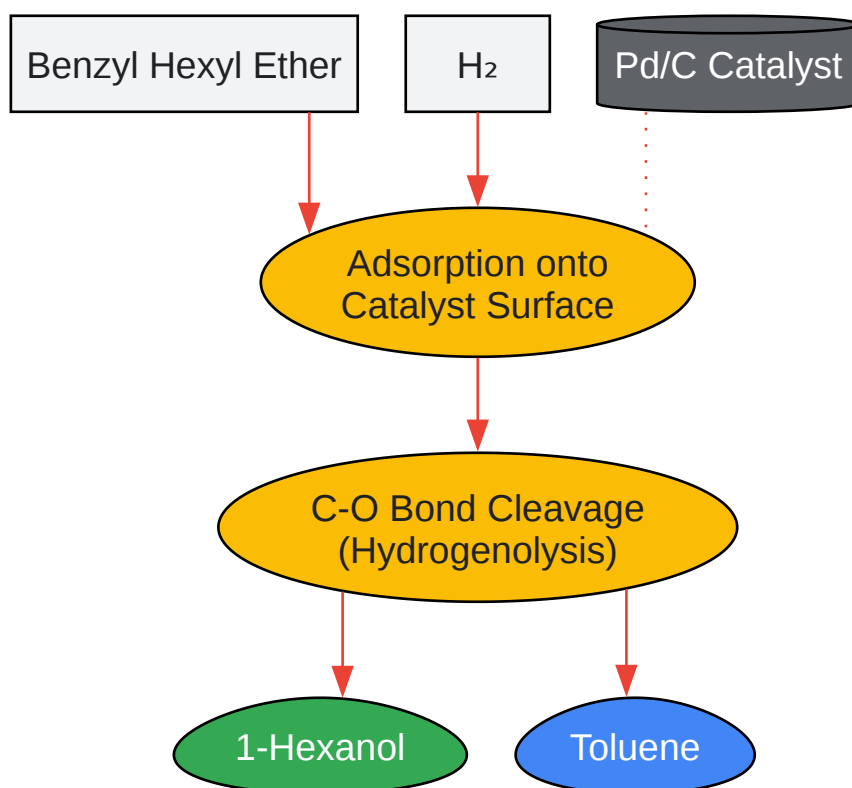 Benzyl Hexyl Ether
H₂
Pd/C Catalyst
Adsorption onto
Catalyst Surface
C-O Bond Cleavage
(Hydrogenolysis)
1-Hexanol
Toluene